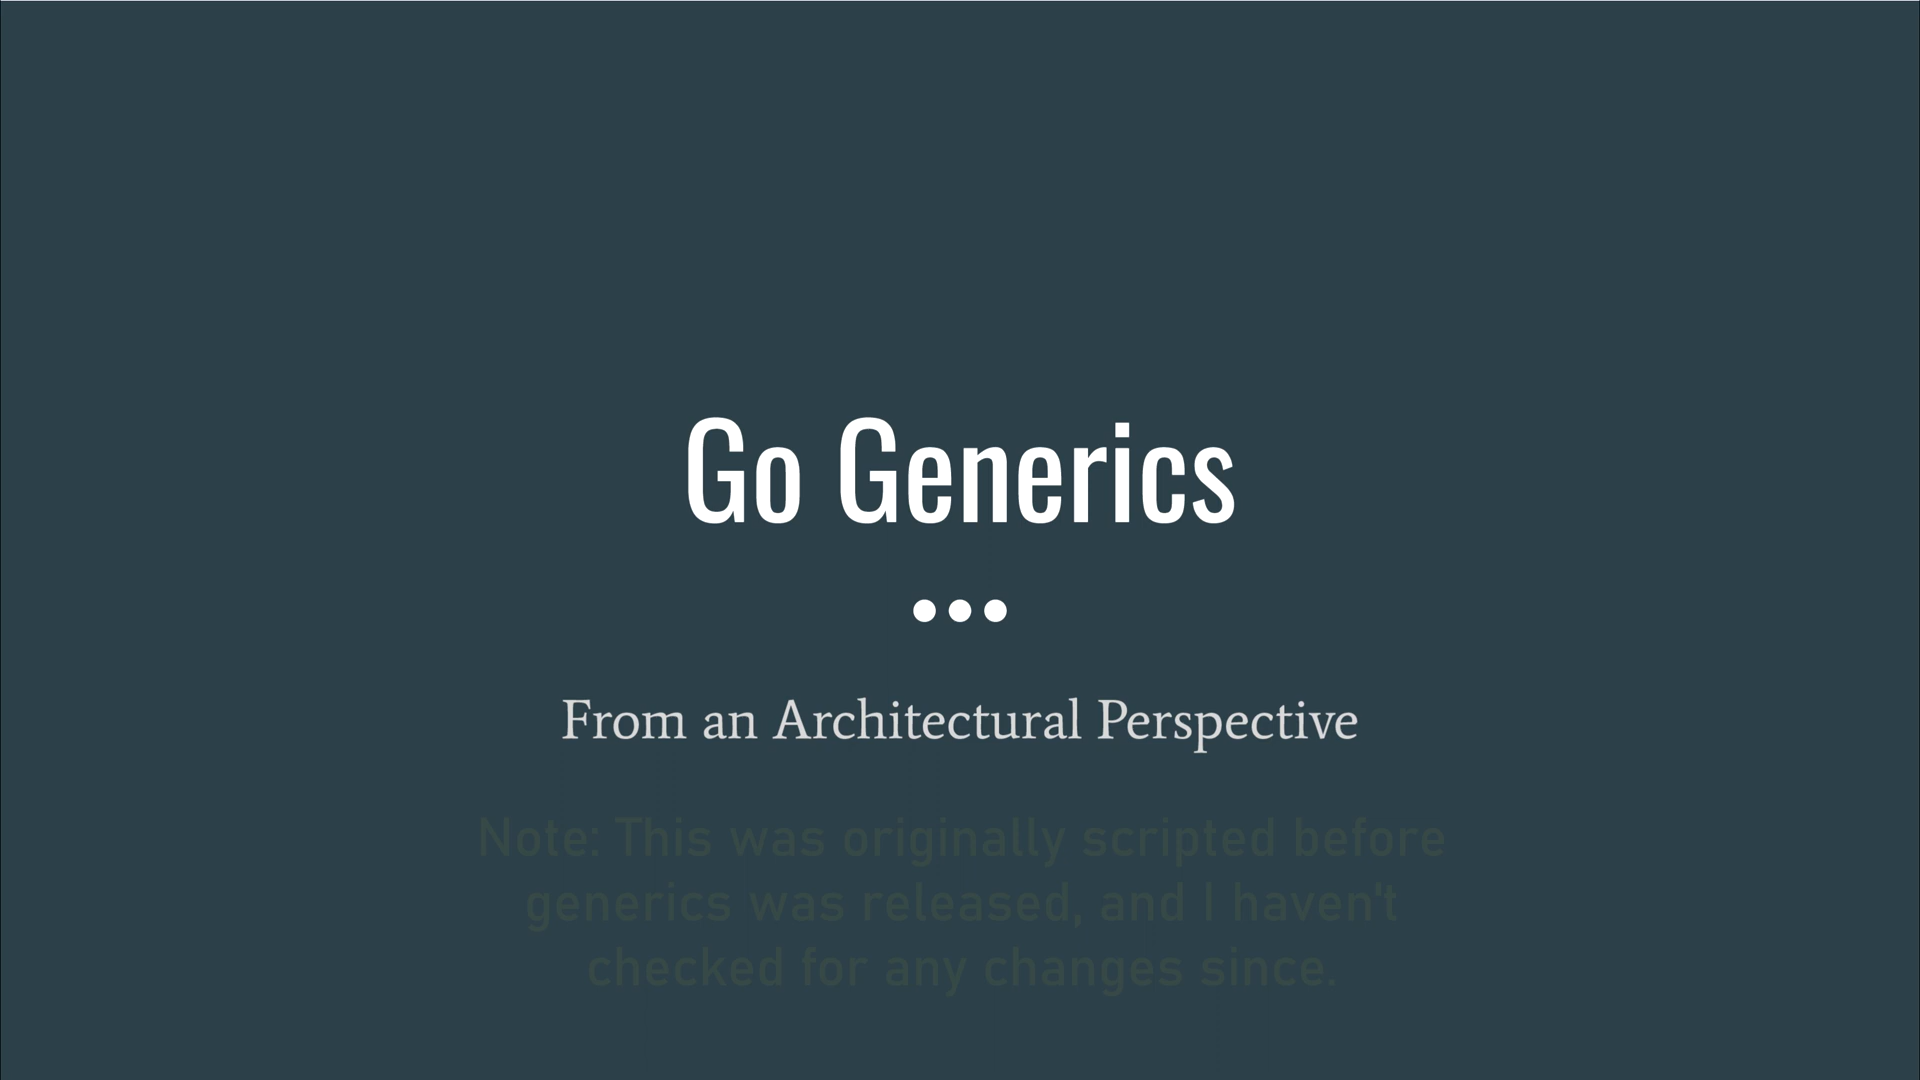 Go Generics
From an Architectural Perspective
Note: This was originally scripted before
generics was released, and I haven't
checked for any changes since.